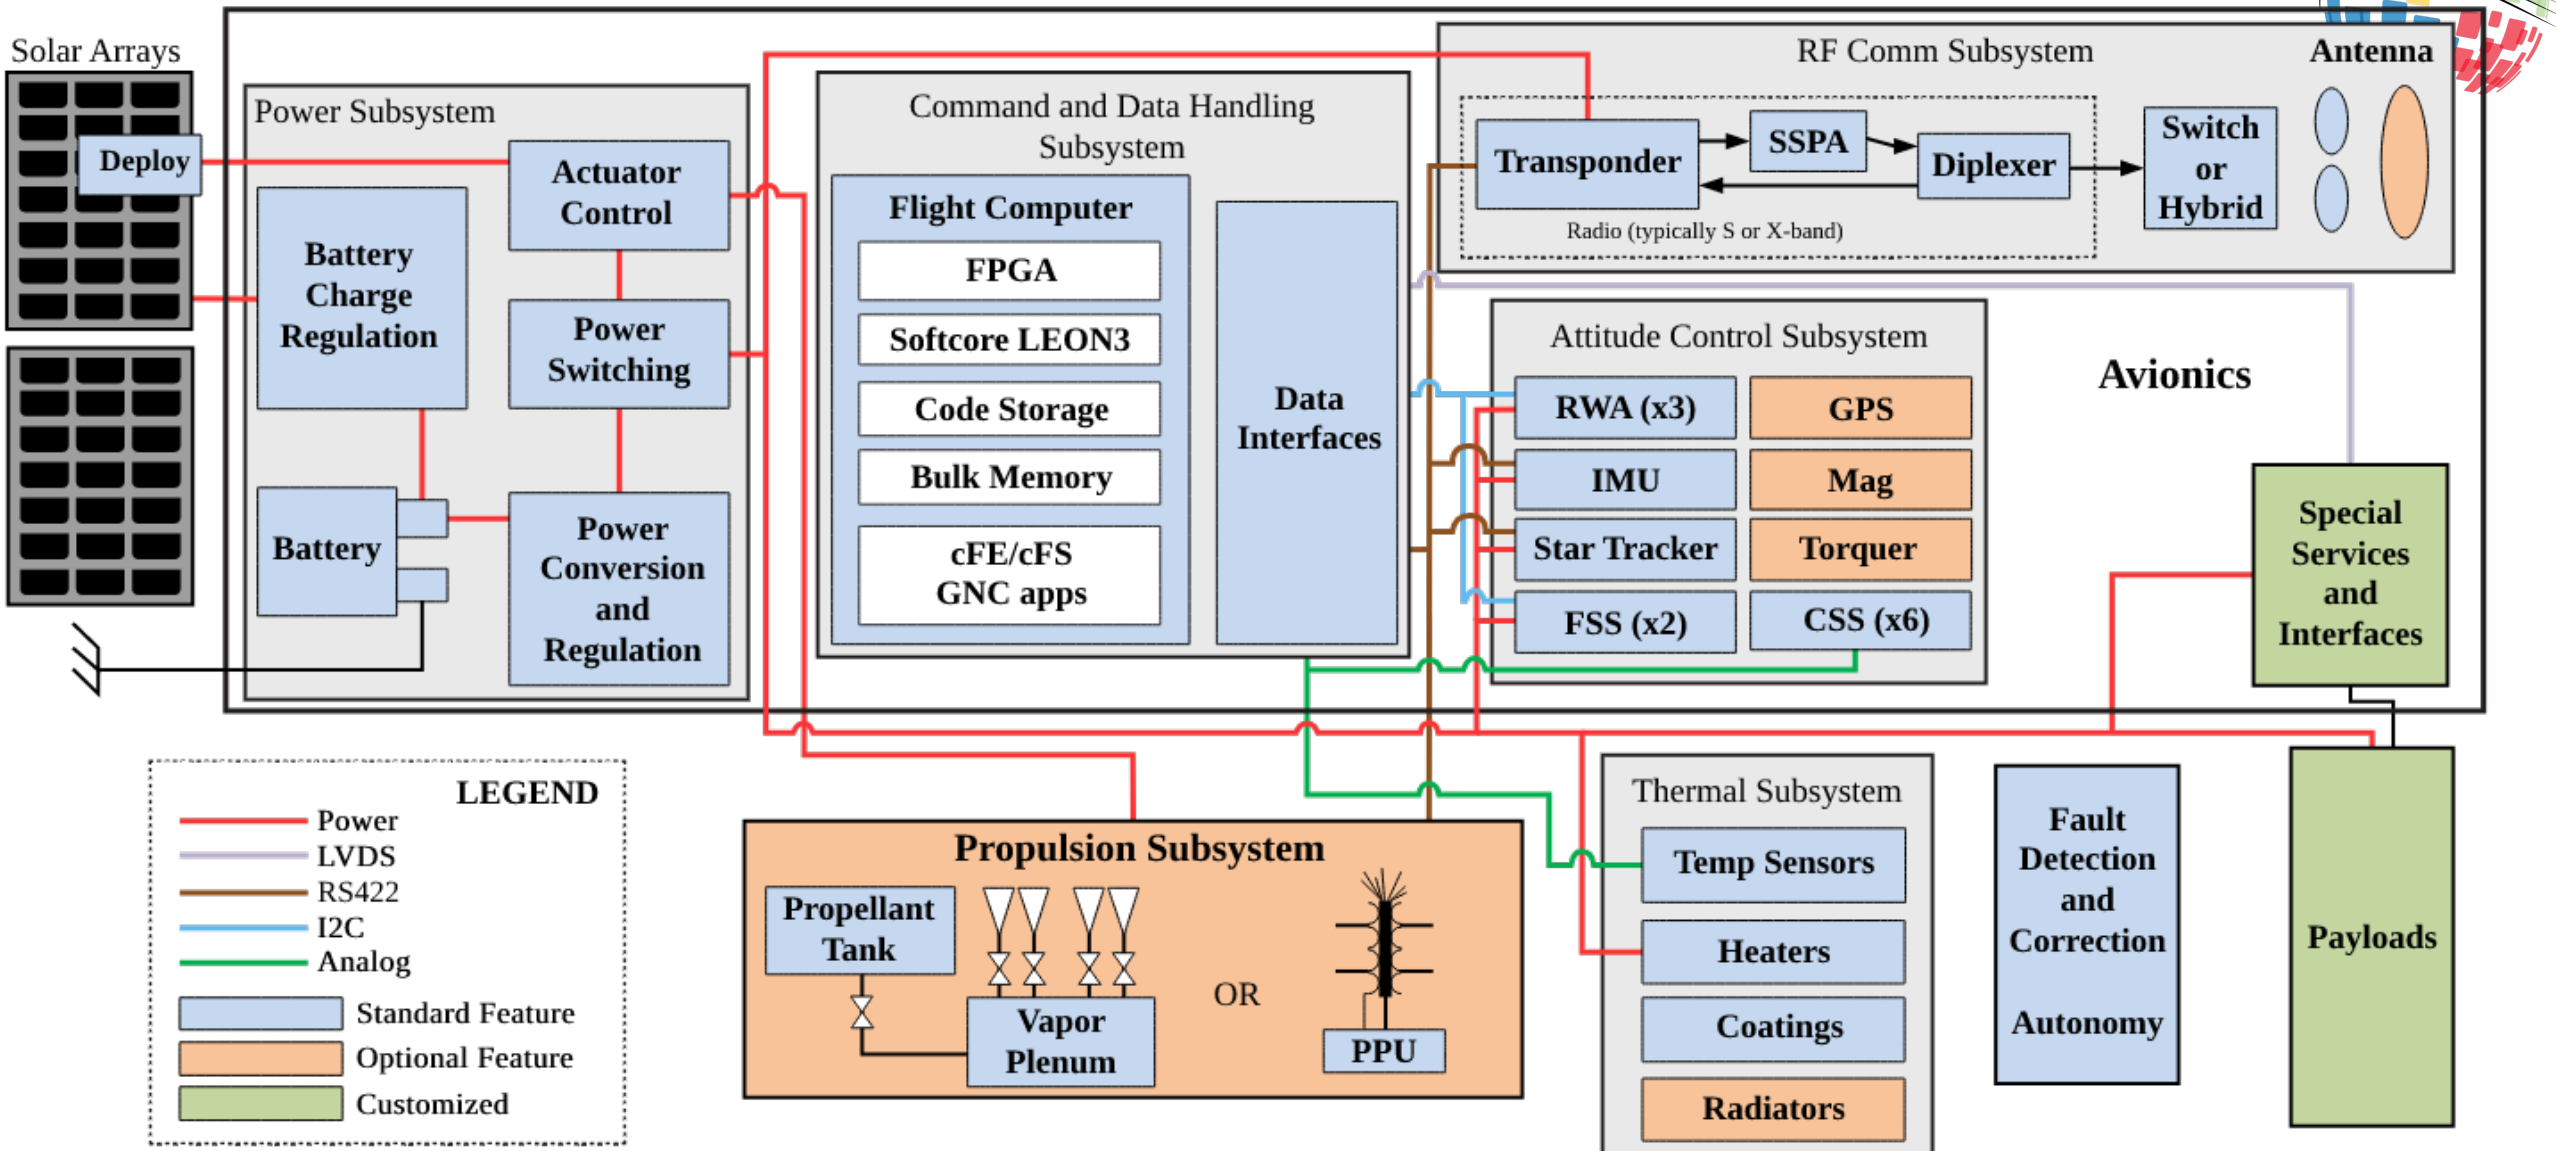 Solar Arrays
Deploy
Power Subsystem
Actuator
Control
Battery
Charge
Regulation
Power
Switching
Battery
Power
Conversion
and
Regulation
Command and Data Handling
Subsystem
Flight Computer
FPGA
Softcore LEON3
Code Storage
Bulk Memory
cFE/cFS
GNC apps
Data
Interfaces
RF Comm Subsystem
Antenna
Transponder
SSPA
Diplexer
Switch
or
Hybrid
Radio (typically S or X-band)
Attitude Control Subsystem
RWA (x3)
GPS
IMU
Mag
Star Tracker
Torquer
FSS (x2)
CSS (x6)
Avionics
Special
Services
and
Interfaces
LEGEND
Power
LVDS
RS422
I2C
Analog
Standard Feature
Optional Feature
Customized
Propulsion Subsystem
Propellant
Tank
Vapor
Plenum
OR
PPU
Thermal Subsystem
Temp Sensors
Heaters
Coatings
Radiators
Fault
Detection
and
Correction
Autonomy
Payloads